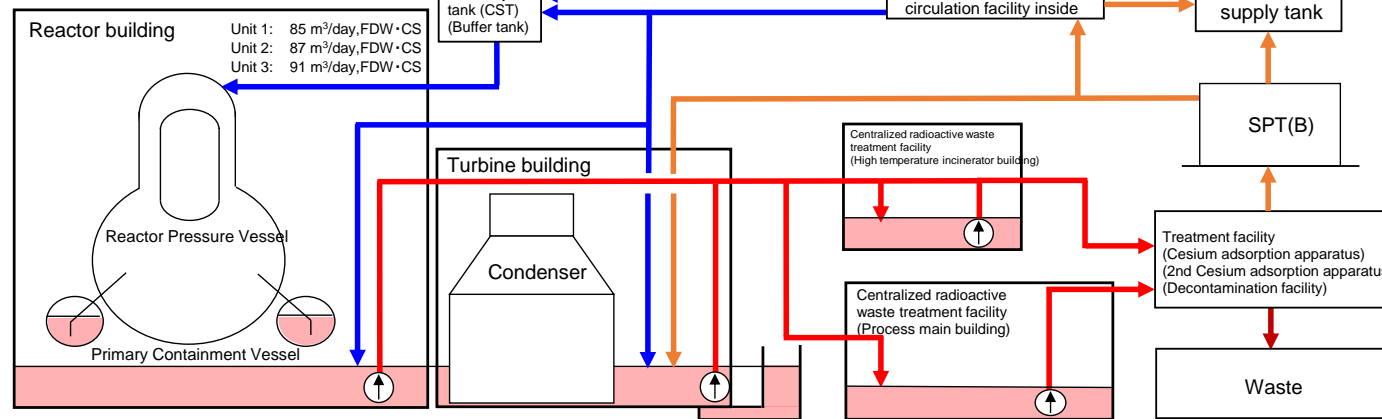 tank (CST)
(Buffer tank)
circulation facility inside
supply tank
Reactor building
Unit 1: 85 m³/day,FDW・CS
Unit 2: 87 m³/day,FDW・CS
Unit 3: 91 m³/day,FDW・CS
SPT(B)
Centralized radioactive waste
treatment facility
(High temperature incinerator building)
Turbine building
Reactor Pressure Vessel
Condenser
Treatment facility
(Cesium adsorption apparatus)
(2nd Cesium adsorption apparatus
(Decontamination facility)
Centralized radioactive
waste treatment facility
(Process main building)
Primary Containment Vessel
Waste